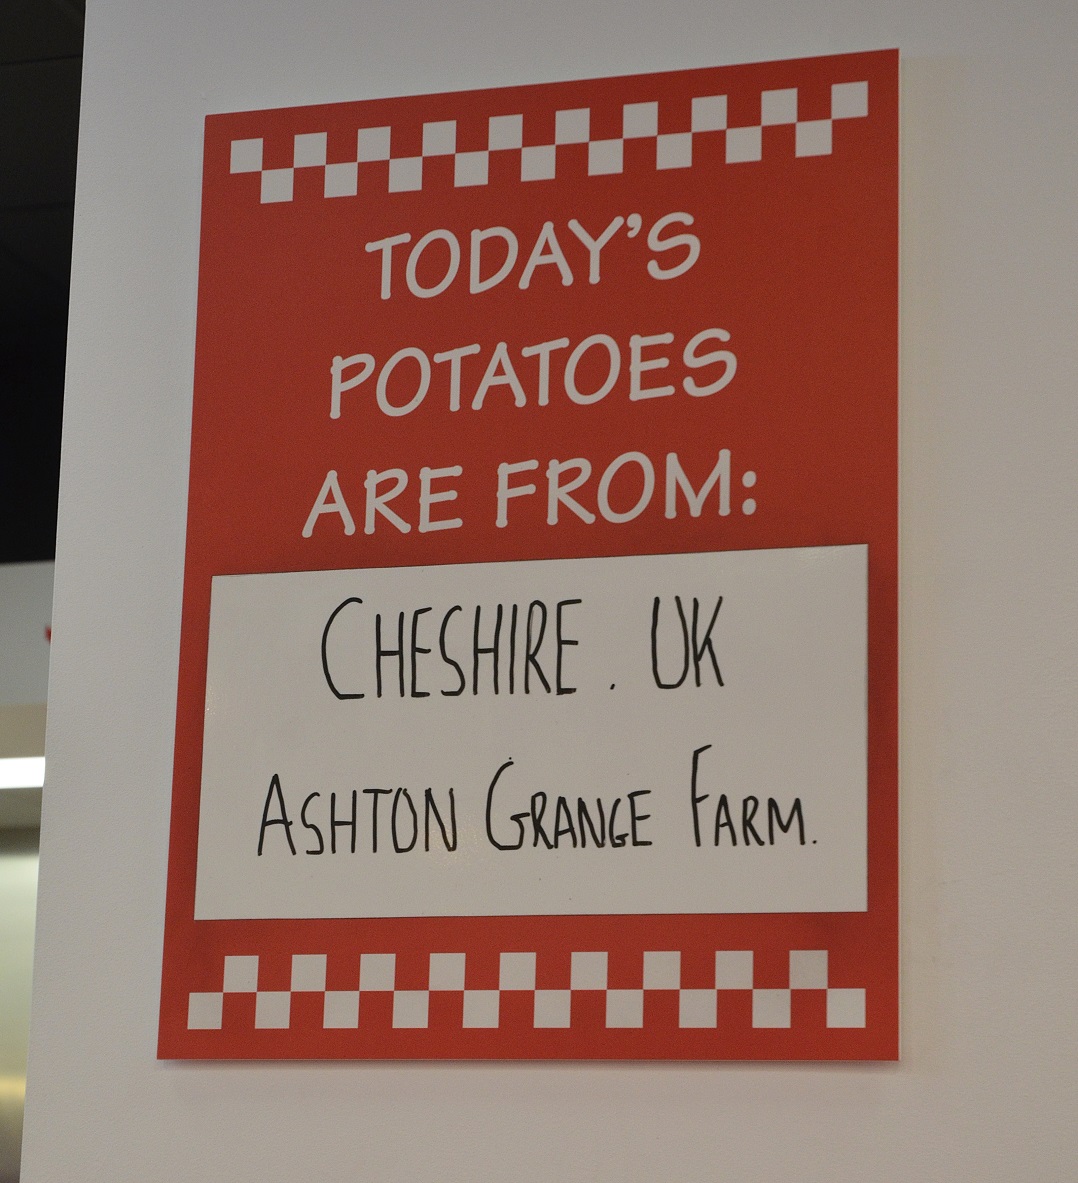 TODAY'S
POTATOES
ARE FROM:
CHESHIRE. UK
ASHTON GRANGE FARM.